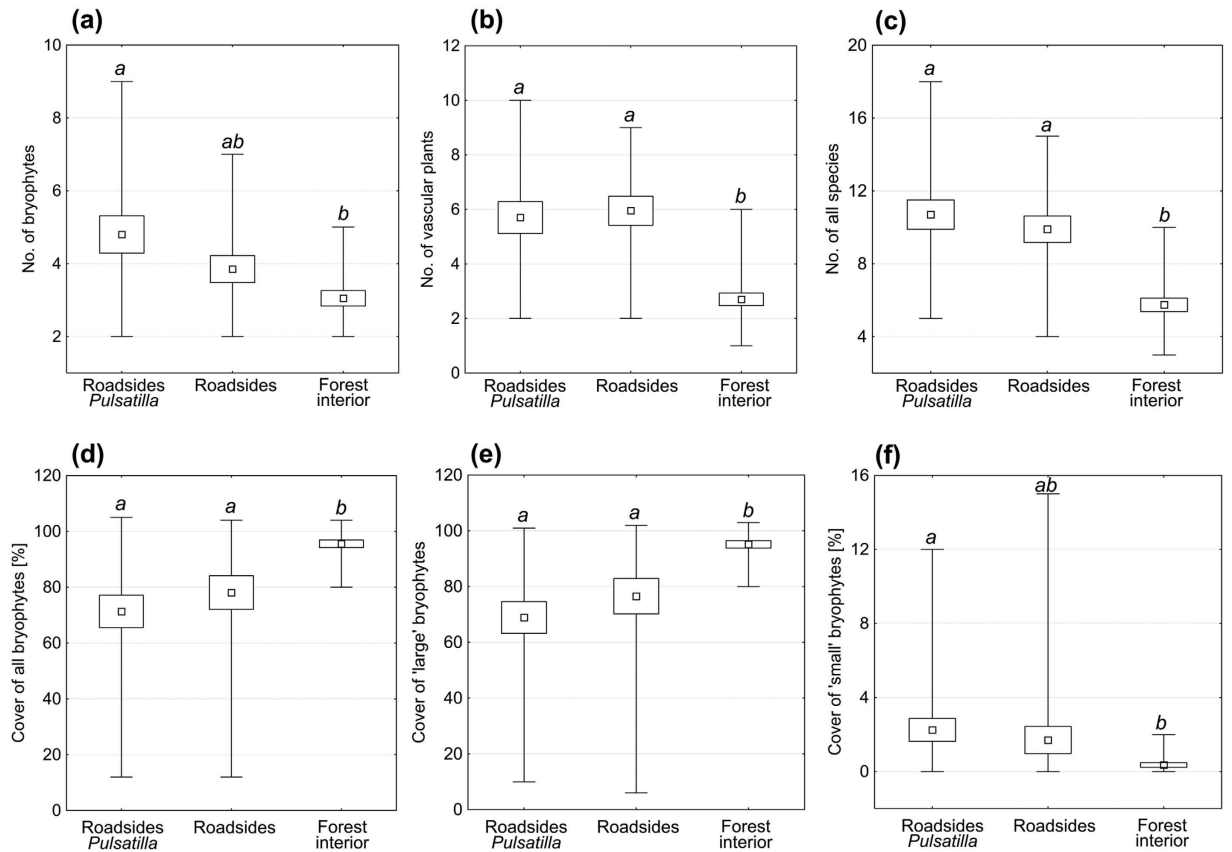 (a)
No. of bryophytes
10
8
6
4
2
a
ab
b
Roadsides
Pulsatilla
Roadsides
Forest
interior
(b)
No. of vascular plants
12
10
8
6
4
2
0
a
a
b
Roadsides
Pulsatilla
Roadsides
Forest
interior
(c)
No. of all species
20
16
12
8
4
a
a
b
Roadsides
Pulsatilla
Roadsides
Forest
interior
(d)
Cover of all bryophytes [%]
120
100
80
60
40
20
0
a
a
b
Roadsides
Pulsatilla
Roadsides
Forest
interior
(e)
Cover of 'large' bryophytes
120
100
80
60
40
20
0
a
a
b
Roadsides
Pulsatilla
Roadsides
Forest
interior
(f)
Cover of 'small' bryophytes [%]
16
12
8
4
0
a
ab
b
Roadsides
Pulsatilla
Roadsides
Forest
interior